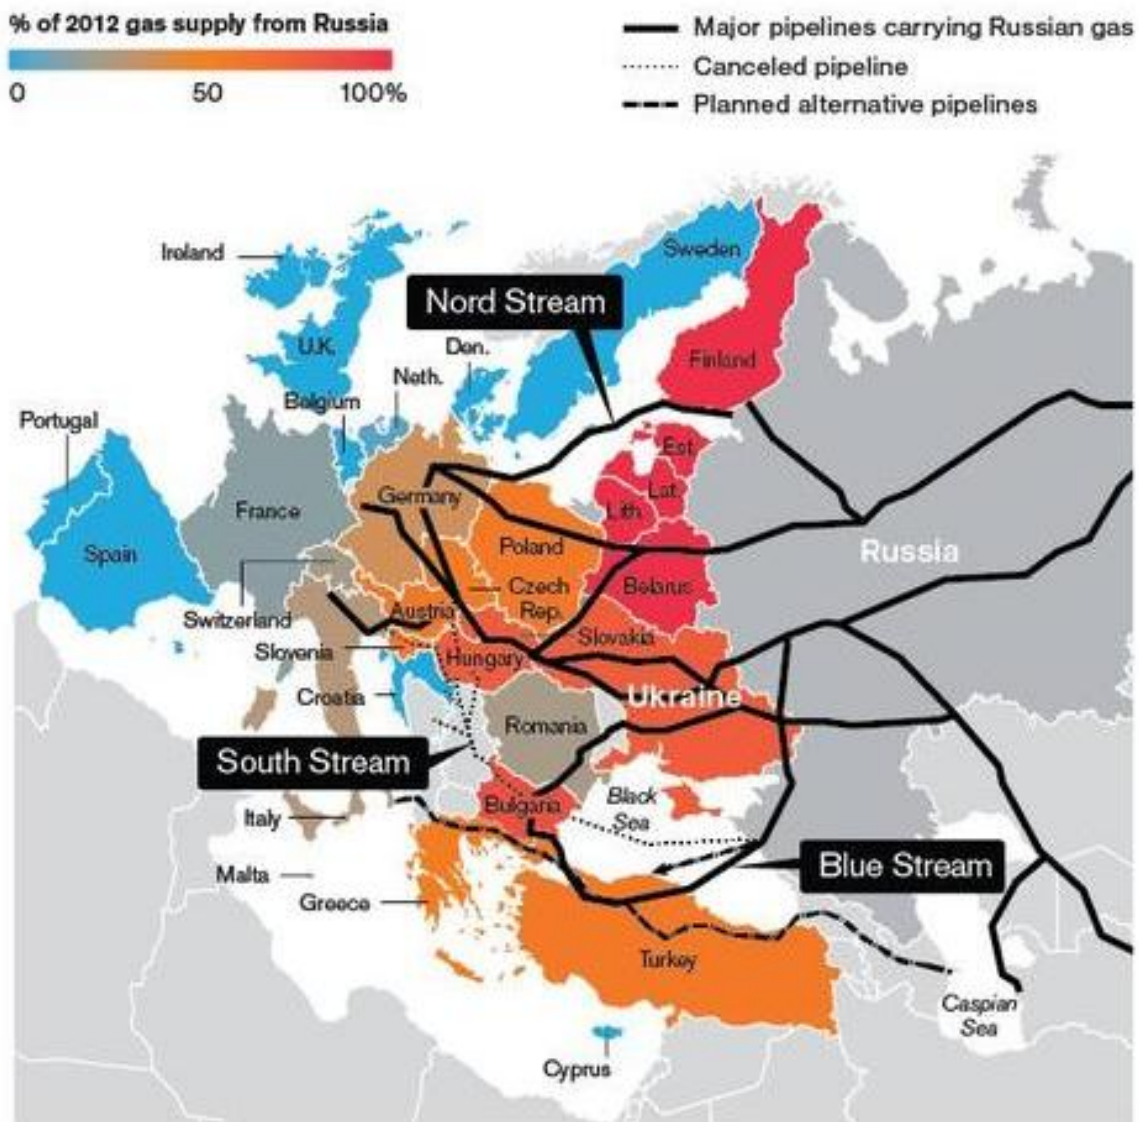 % of 2012 gas supply from Russia
0 50 100%
Major pipelines carrying Russian gas
Canceled pipeline
Planned alternative pipelines
Ireland
Sweden
Nord Stream
U.K.
Den.
Finland
Neth.
Belgium
Portugal
Est.
Lat.
Germany
Lith.
France
Poland
Russia
Spain
Belarus
Czech
Rep.
Switzerland
Austria
Slovakia
Slovenia
Hungary
Croatia
Ukraine
Romania
South Stream
Bulgaria
Black
Sea
Italy
Blue Stream
Malta
Greece
Turkey
Caspian
Sea
Cyprus